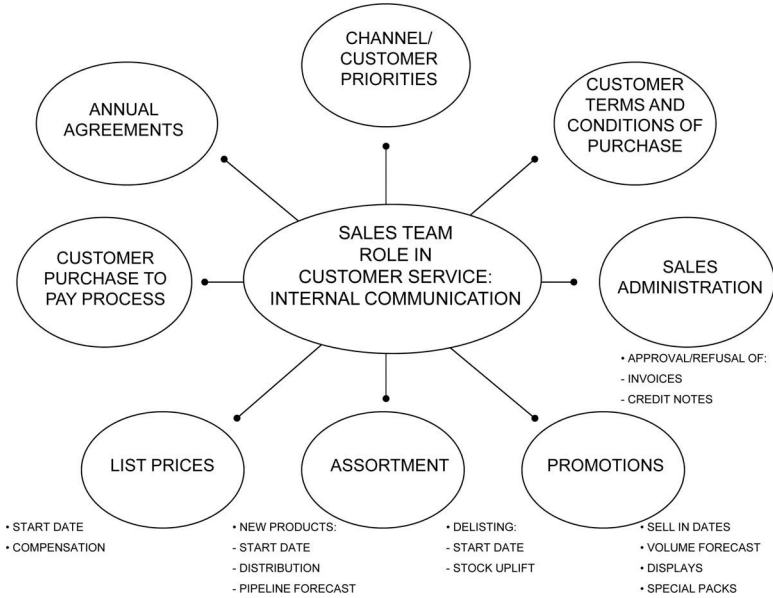 CHANNEL/
CUSTOMER
PRIORITIES
ANNUAL
AGREEMENTS
CUSTOMER
TERMS AND
CONDITIONS OF
PURCHASE
SALES TEAM
ROLE IN
CUSTOMER SERVICE:
INTERNAL COMMUNICATION
CUSTOMER
PURCHASE TO
PAY PROCESS
SALES
ADMINISTRATION
• APPROVAL/REFUSAL OF:
- INVOICES
- CREDIT NOTES
LIST PRICES
• START DATE
• COMPENSATION
ASSORTMENT
• NEW PRODUCTS:
- START DATE
- DISTRIBUTION
- PIPELINE FORECAST
• DELISTING:
- START DATE
- STOCK UPLIFT
PROMOTIONS
• SELL IN DATES
• VOLUME FORECAST
• DISPLAYS
• SPECIAL PACKS